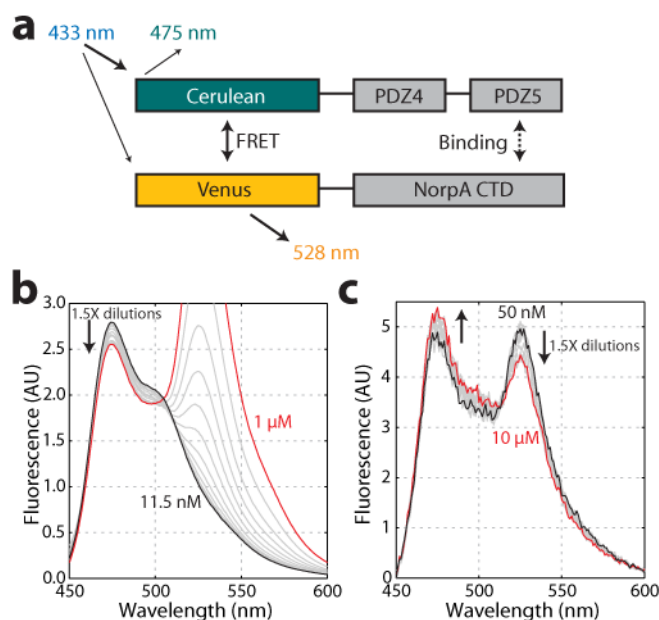 a
433 nm
475 nm
Cerulean
PDZ4
PDZ5
FRET
Binding
Venus
NorpA CTD
528 nm
b
3.0
2.5
2.0
1.5
1.0
0.5
0.0
1.5X dilutions
1 µM
11.5 nM
450
500
550
600
Wavelength (nm)
Fluorescence (AU)
c
5
4
3
2
1
0
50 nM
1.5X dilutions
10 µM
450
500
550
600
Wavelength (nm)
Fluorescence (AU)